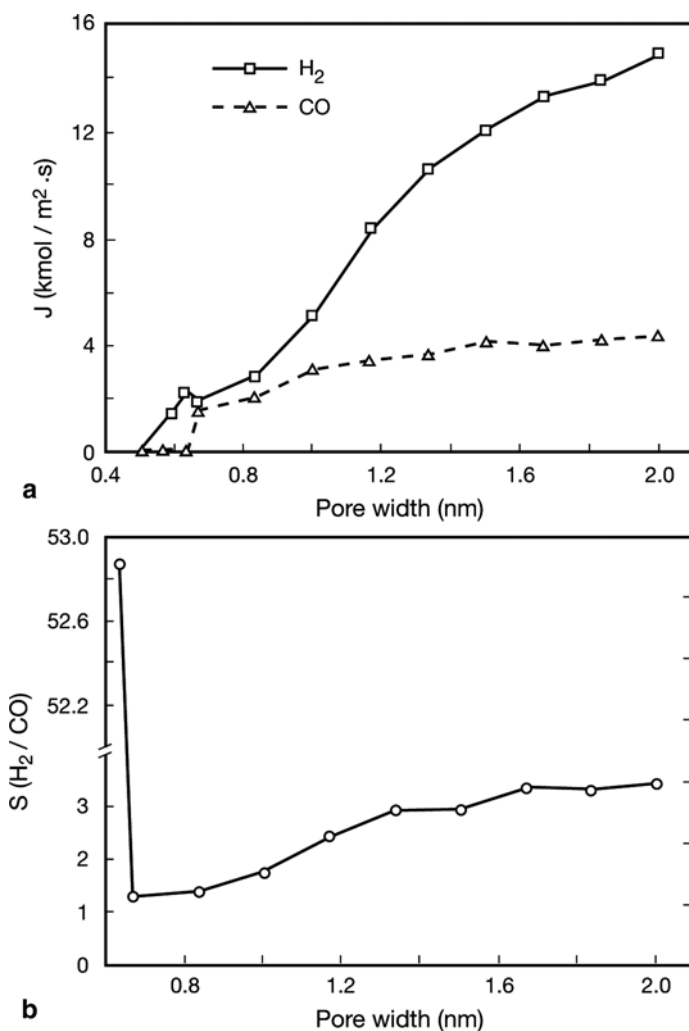 16
12
8
4
0
J (kmol / m² ·s)
H₂
CO
0.4
0.8
1.2
1.6
2.0
Pore width (nm)
a
53.0
52.6
52.2
3
2
1
0
S (H₂ / CO)
0.8
1.2
1.6
2.0
Pore width (nm)
b